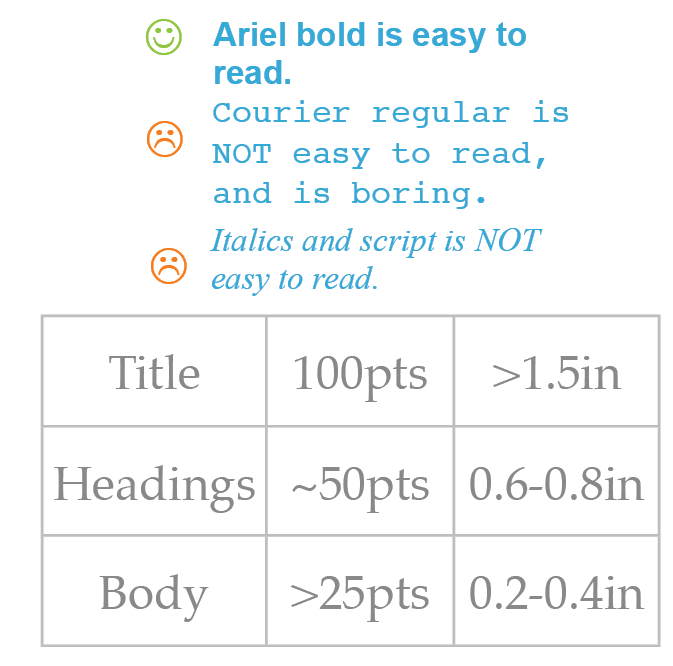 Ariel bold is easy to
read.
Courier regular is
NOT easy to read,
and is boring.
Italics and script is NOT
easy to read.
Title 100pts >1.5in
Headings ~50pts 0.6-0.8in
Body >25pts 0.2-0.4in